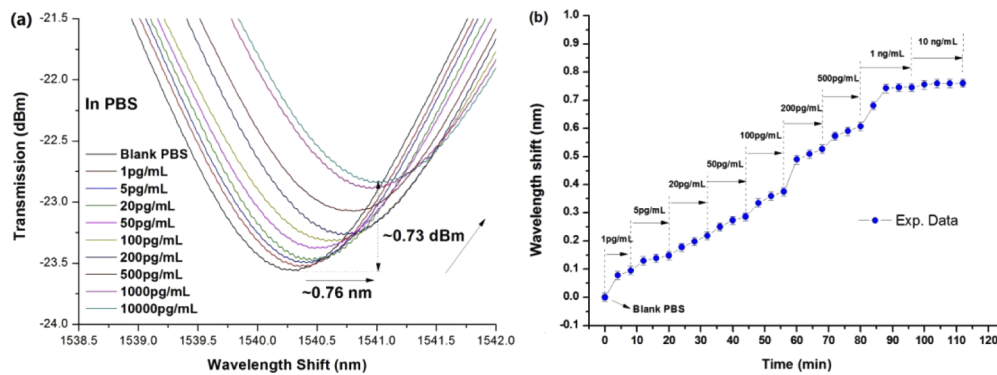 (a)
-21.5
-22.0
-22.5
-23.0
-23.5
-24.0
Transmission (dBm)
In PBS
Blank PBS
1pg/mL
5pg/mL
20pg/mL
50pg/mL
100pg/mL
200pg/mL
500pg/mL
1000pg/mL
10000pg/mL
~0.73 dBm
~0.76 nm
1538.5 1539.0 1539.5 1540.0 1540.5 1541.0 1541.5 1542.0
Wavelength Shift (nm)
(b)
1.0
0.9
0.8
0.7
0.6
0.5
0.4
0.3
0.2
0.1
0.0
-0.1
Wavelength shift (nm)
1pg/mL
5pg/mL
20pg/mL
50pg/mL
100pg/mL
200pg/mL
500pg/mL
1 ng/mL
10 ng/mL
Exp. Data
Blank PBS
0 10 20 30 40 50 60 70 80 90 100 110 120
Time (min)